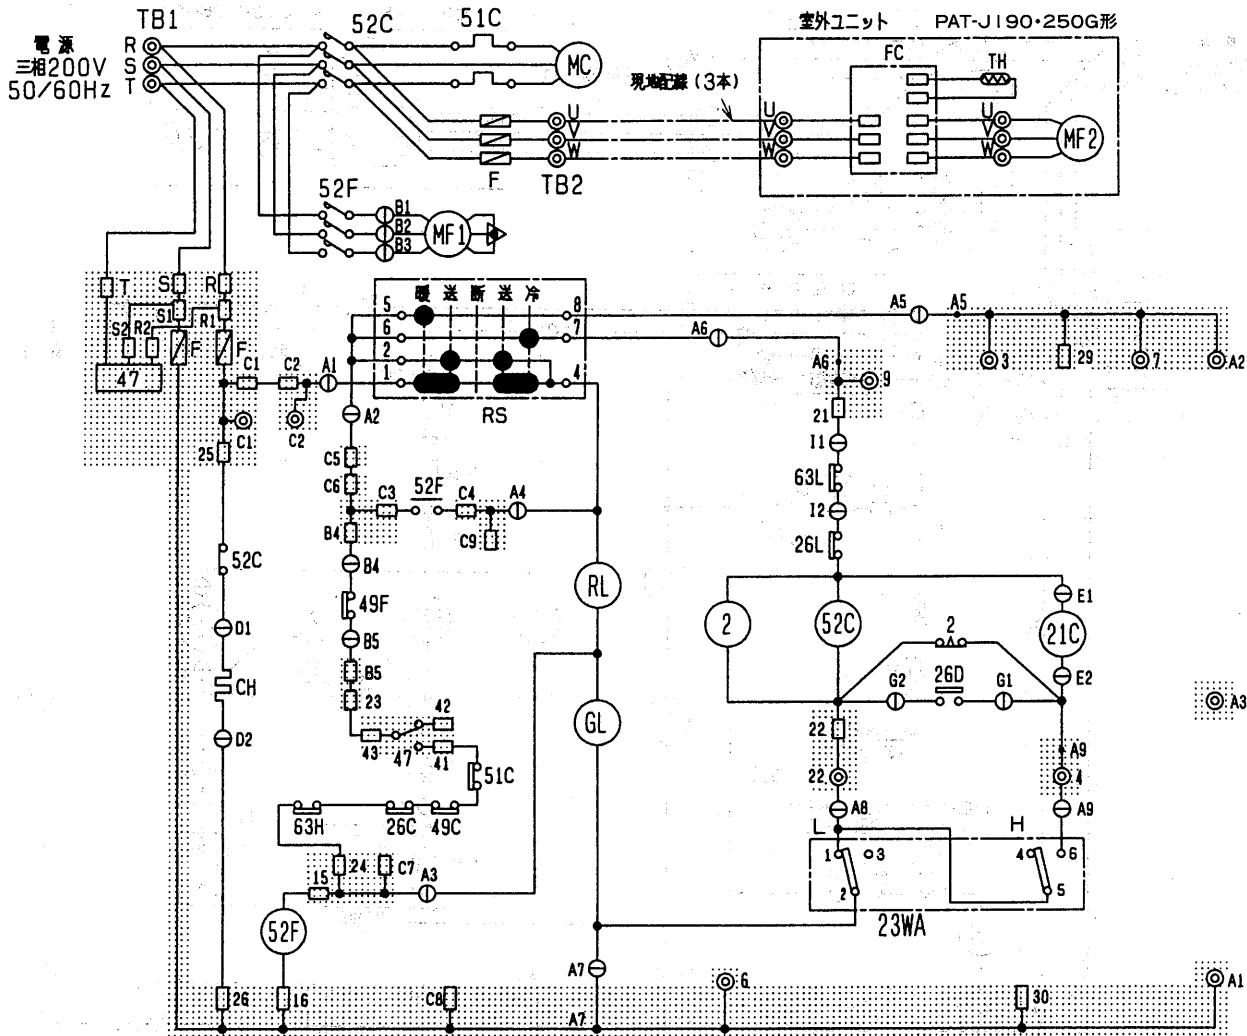 TB1
52C
51C
室外ユニット PAT-J190・250G形
電源
三相200V
50/60Hz
R
S
T
MC
FC
TH
現地配線(3本)
U
V
W
U
V
W
U
V
W
MF2
F
TB2
52F
B1
B2
B3
MF1
T
S
R
S1
R1
S2
R2
F
F
47
暖 送 断 送 冷
5
8
6
7
2
1
4
RS
A5
A5
A6
A6
3
29
7
A2
9
C1
C2
A1
C1
C2
A2
25
21
I1
63L
I2
26L
C5
C6
C3
52F
C4
A4
C9
B4
B4
52C
49F
RL
B5
D1
B5
CH
23
D2
42
43
47
41
GL
51C
2
52C
E1
21C
2
E2
G2
26D
G1
22
22
A9
4
A3
A8
A9
63H
26C
49C
L
H
1
3
4
6
2
5
23WA
24
C7
15
A3
52F
A7
26
16
C8
A7
6
30
A1